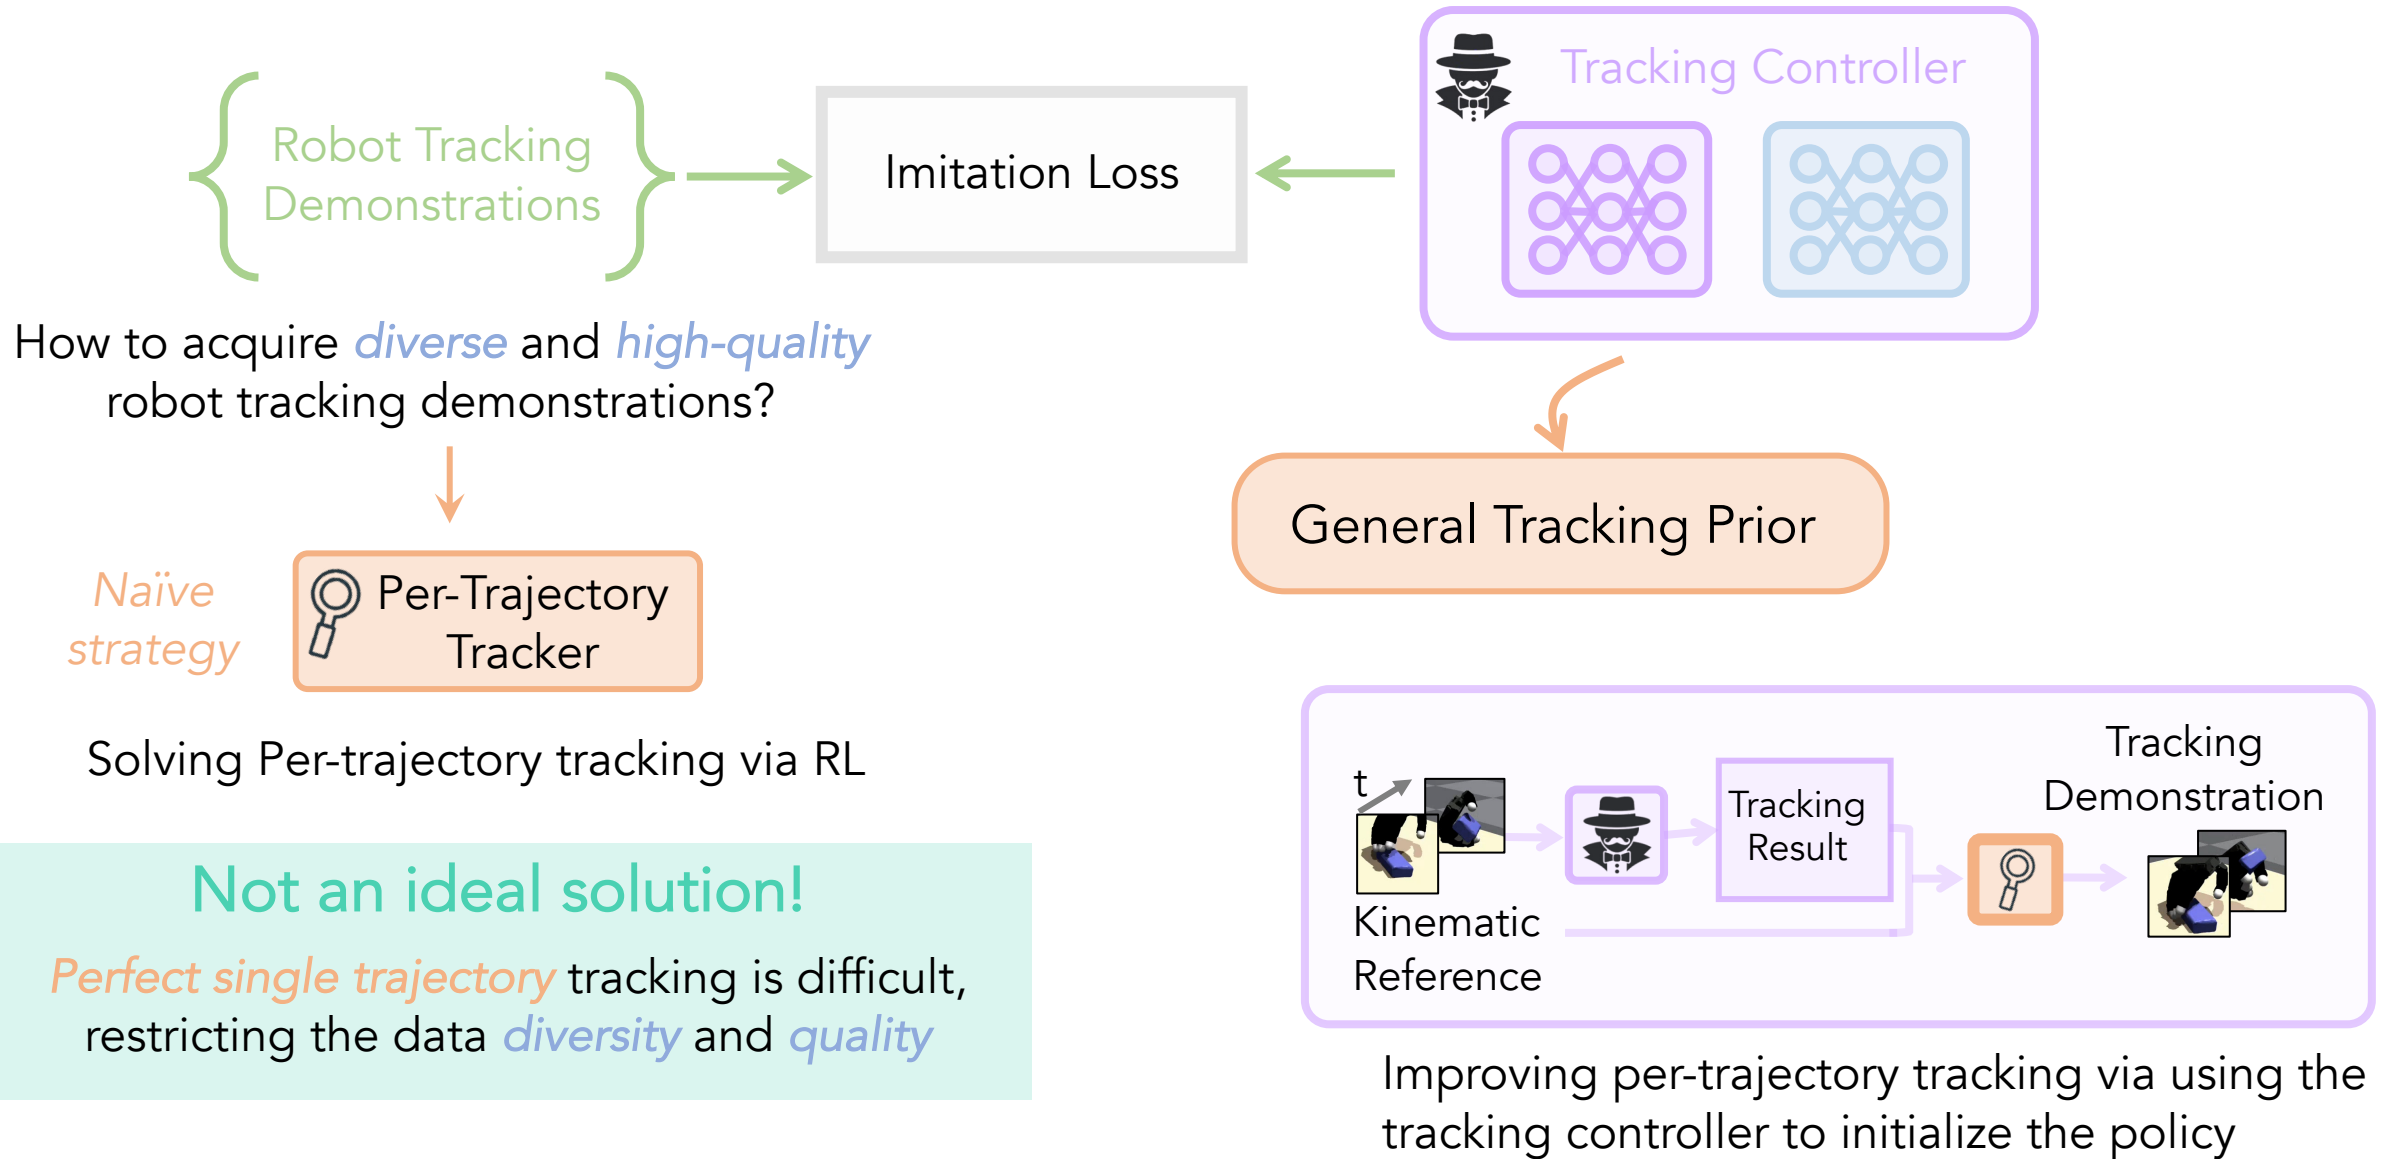 Robot Tracking
Demonstrations
Imitation Loss
Tracking Controller
How to acquire diverse and high-quality
robot tracking demonstrations?
General Tracking Prior
Naïve
strategy
Per-Trajectory
Tracker
Solving Per-trajectory tracking via RL
Not an ideal solution!
Perfect single trajectory tracking is difficult,
restricting the data diversity and quality
t
Kinematic
Reference
Tracking
Result
Tracking
Demonstration
Improving per-trajectory tracking via using the
tracking controller to initialize the policy